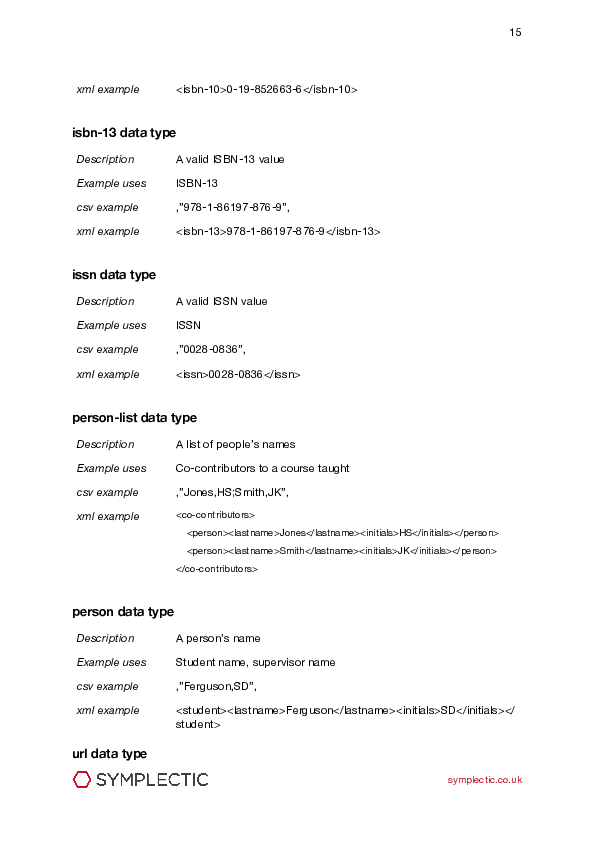 15
xml example <isbn-10>0-19-852663-6</isbn-10>
isbn-13 data type
Description A valid ISBN-13 value
Example uses ISBN-13
csv example ,”978-1-86197-876-9”,
xml example <isbn-13>978-1-86197-876-9</isbn-13>
issn data type
Description A valid ISSN value
Example uses ISSN
csv example ,”0028-0836”,
xml example <issn>0028-0836</issn>
person-list data type
Description A list of people’s names
Example uses Co-contributors to a course taught
csv example ,”Jones,HS;Smith,JK”,
xml example <co-contributors>
<person><lastname>Jones</lastname><initials>HS</initials></person>
<person><lastname>Smith</lastname><initials>JK</initials></person>
</co-contributors>
person data type
Description A person’s name
Example uses Student name, supervisor name
csv example ,”Ferguson,SD”,
xml example <student><lastname>Ferguson</lastname><initials>SD</initials></
student>
url data type
SYMPLECTIC symplectic.co.uk